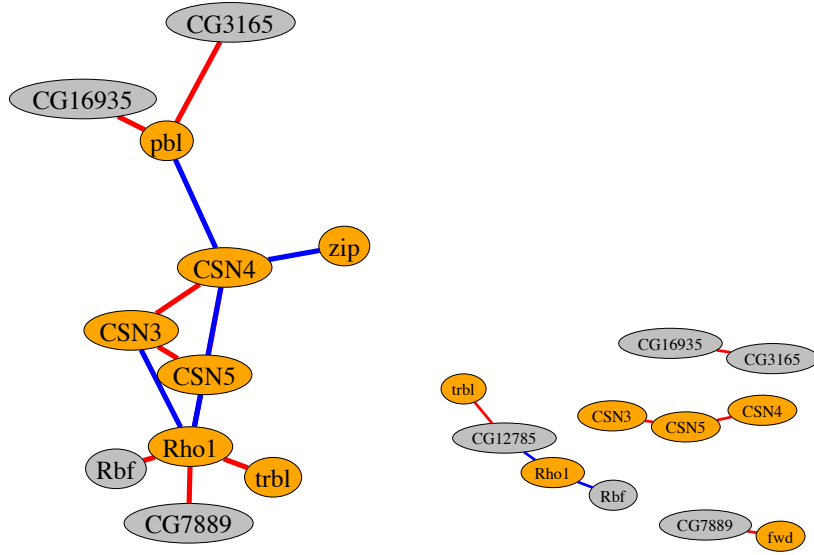 CG3165
CG16935
pbl
zip
CSN4
CSN3
CSN5
Rho1
Rbf
trbl
CG7889
CG16935
CG3165
trbl
CSN3
CSN4
CSN5
CG12785
Rho1
Rbf
CG7889
fwd